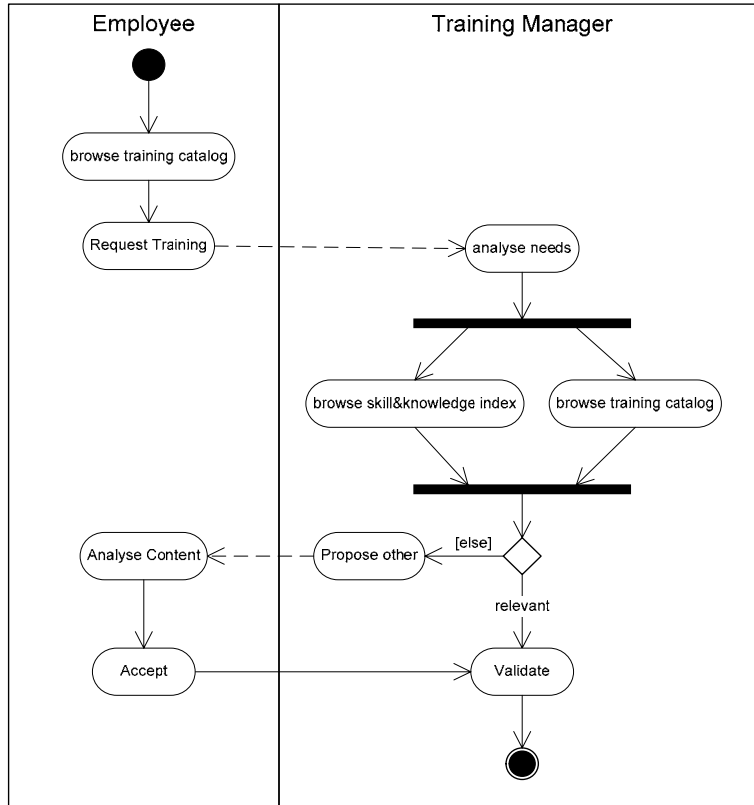 Employee
Training Manager
browse training catalog
Request Training
analyse needs
browse skill&knowledge index
browse training catalog
[else]
Analyse Content
Propose other
relevant
Accept
Validate